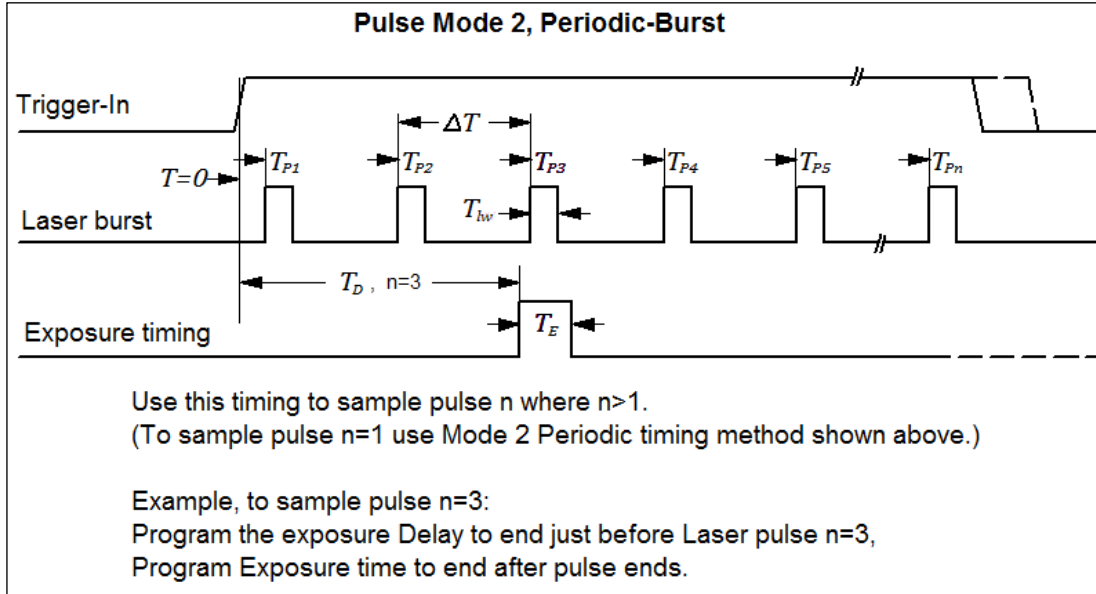 Pulse Mode 2, Periodic-Burst
Trigger-In
ΔT
T=0
T_P1 T_P2 T_P3 T_P4 T_P5 T_Pn
T_lw
Laser burst
T_D , n=3
T_E
Exposure timing
Use this timing to sample pulse n where n>1.
(To sample pulse n=1 use Mode 2 Periodic timing method shown above.)
Example, to sample pulse n=3:
Program the exposure Delay to end just before Laser pulse n=3,
Program Exposure time to end after pulse ends.